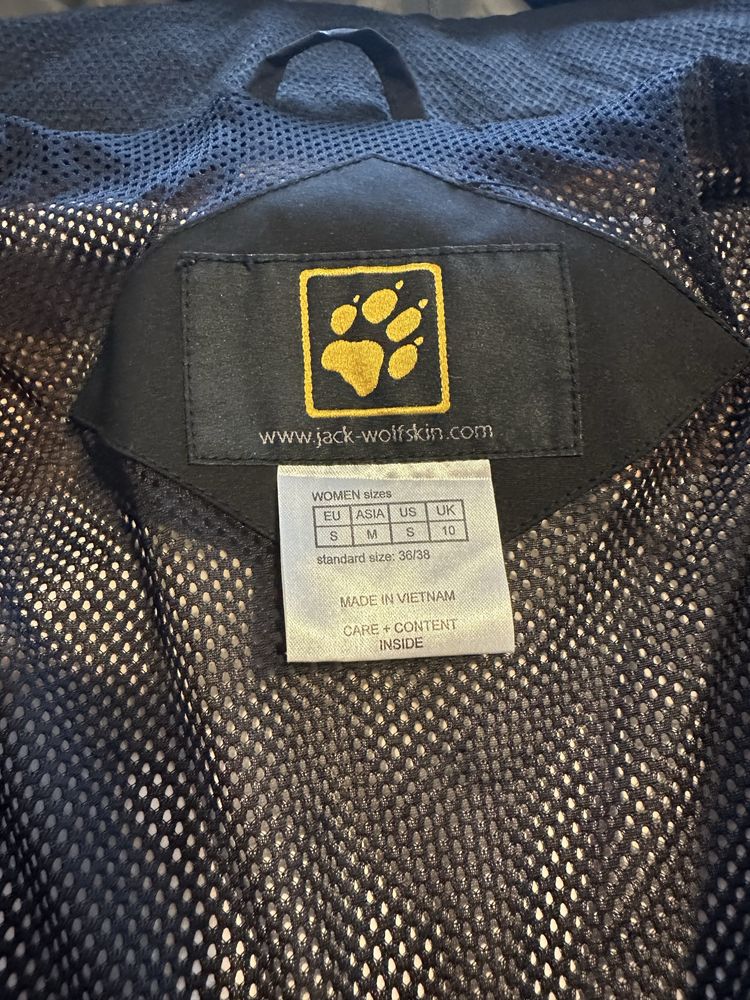 www.jack-wolfskin.com
WOMEN sizes
EU ASIA US UK
S M S 10
standard size: 36/38
MADE IN VIETNAM
CARE + CONTENT
INSIDE